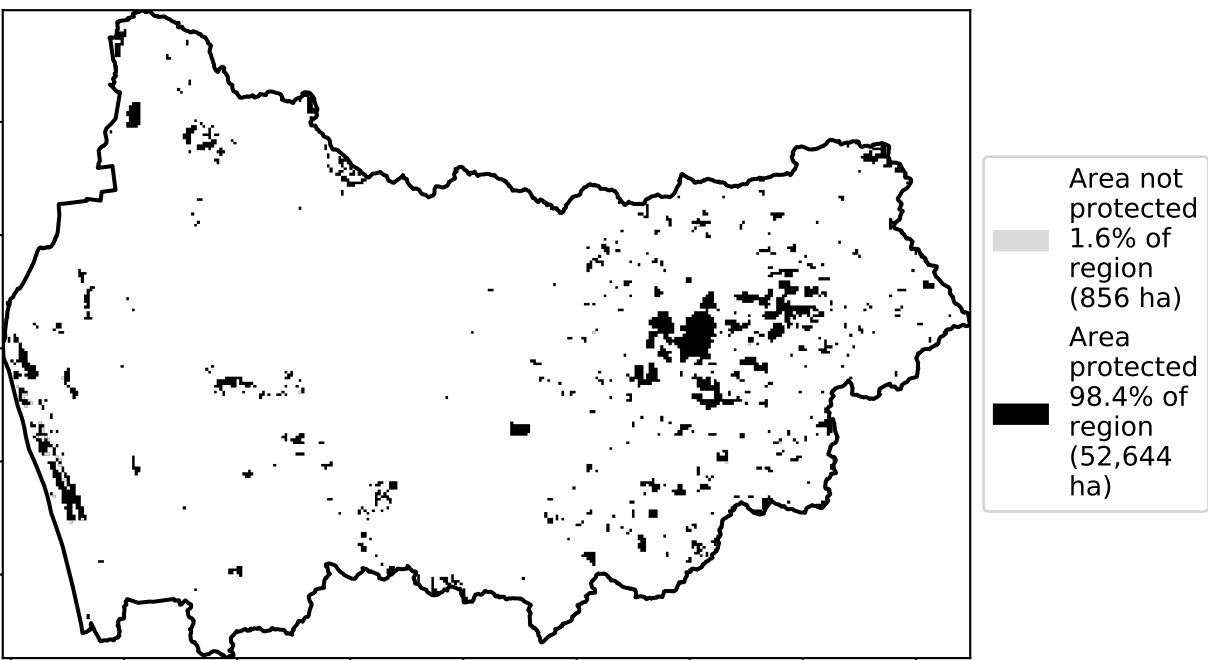 Area not
protected
1.6% of
region
(856 ha)
Area
protected
98.4% of
region
(52,644
ha)